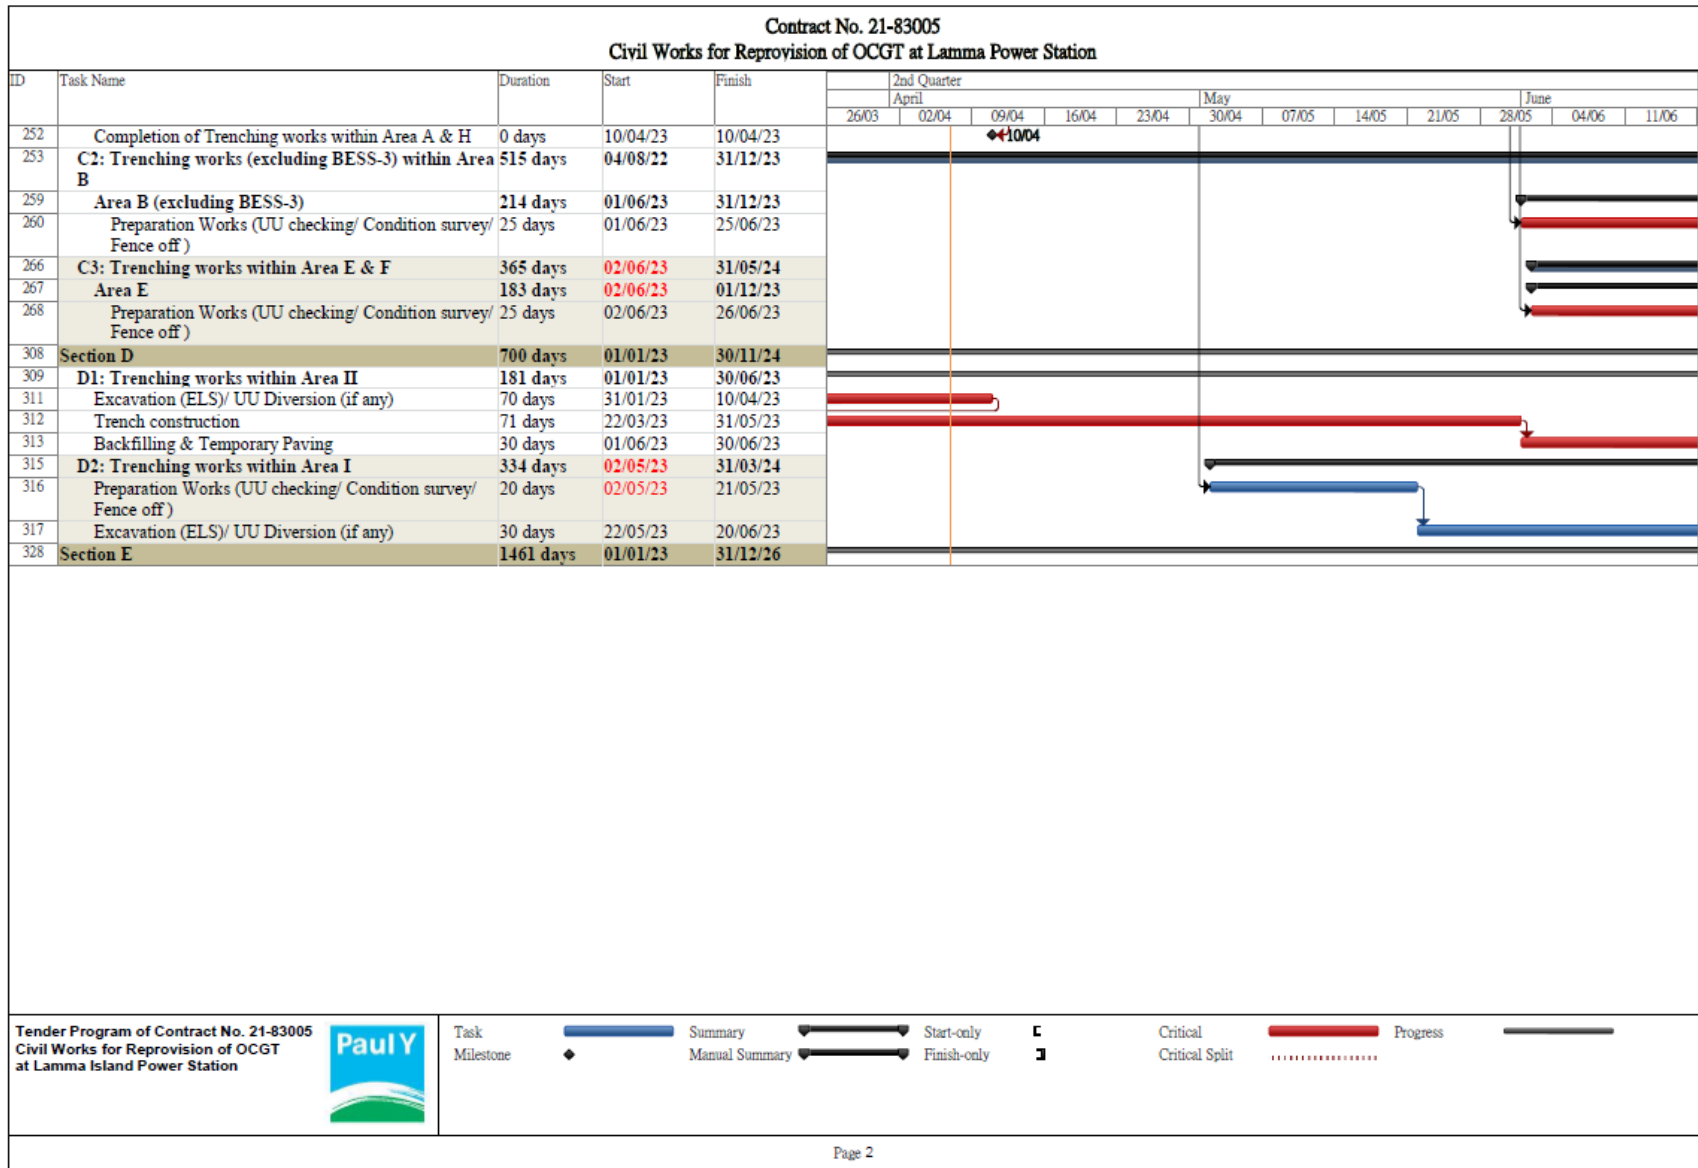 Contract No. 21-83005
Civil Works for Reprovision of OCGT at Lamma Power Station
ID Task Name Duration Start Finish 2nd Quarter
April May June
26/03 02/04 09/04 16/04 23/04 30/04 07/05 14/05 21/05 28/05 04/06 11/06
252 Completion of Trenching works within Area A & H 0 days 10/04/23 10/04/23 10/04
253 C2: Trenching works (excluding BESS-3) within Area 515 days 04/08/22 31/12/23
B
259 Area B (excluding BESS-3) 214 days 01/06/23 31/12/23
260 Preparation Works (UU checking/ Condition survey/ 25 days 01/06/23 25/06/23
Fence off )
266 C3: Trenching works within Area E & F 365 days 02/06/23 31/05/24
267 Area E 183 days 02/06/23 01/12/23
268 Preparation Works (UU checking/ Condition survey/ 25 days 02/06/23 26/06/23
Fence off )
308 Section D 700 days 01/01/23 30/11/24
309 D1: Trenching works within Area II 181 days 01/01/23 30/06/23
311 Excavation (ELS)/ UU Diversion (if any) 70 days 31/01/23 10/04/23
312 Trench construction 71 days 22/03/23 31/05/23
313 Backfilling & Temporary Paving 30 days 01/06/23 30/06/23
315 D2: Trenching works within Area I 334 days 02/05/23 31/03/24
316 Preparation Works (UU checking/ Condition survey/ 20 days 02/05/23 21/05/23
Fence off )
317 Excavation (ELS)/ UU Diversion (if any) 30 days 22/05/23 20/06/23
328 Section E 1461 days 01/01/23 31/12/26
Tender Program of Contract No. 21-83005
Civil Works for Reprovision of OCGT
at Lamma Island Power Station
Paul Y
Task Summary Start-only Critical Progress
Milestone Manual Summary Finish-only Critical Split
Page 2